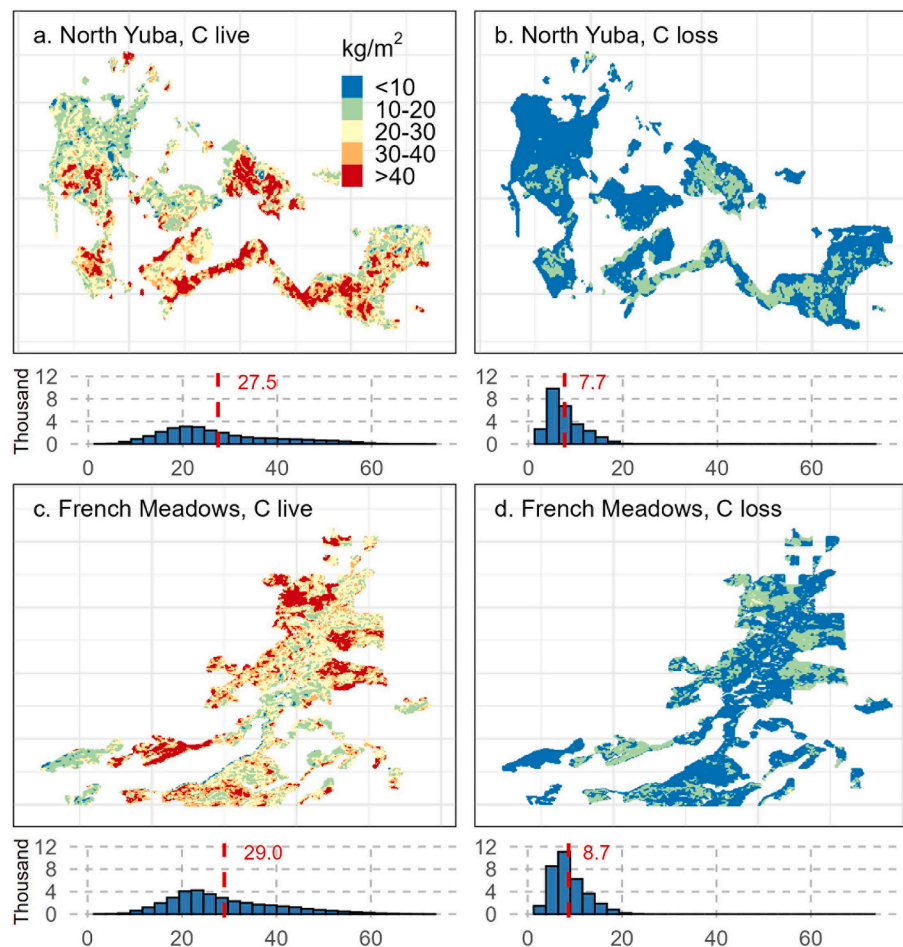 a. North Yuba, C live
kg/m²
<10
10-20
20-30
30-40
>40
b. North Yuba, C loss
Thousand
12
8
4
0
27.5
0 20 40 60
12
8
4
0
7.7
0 20 40 60
c. French Meadows, C live
d. French Meadows, C loss
Thousand
12
8
4
0
29.0
0 20 40 60
12
8
4
0
8.7
0 20 40 60